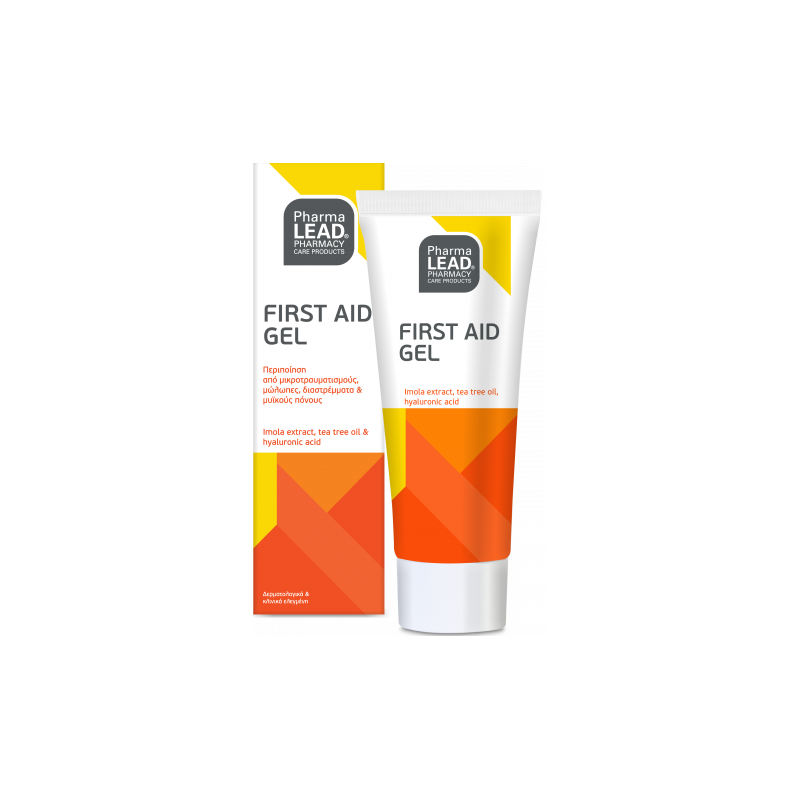 Pharma
LEAD®
PHARMACY
CARE PRODUCTS
FIRST AID
GEL
Περιποίηση
από μικροτραυματισμούς,
μώλωπες, διαστρέμματα &
μυϊκούς πόνους
Imola extract, tea tree oil &
hyaluronic acid
Δερματολογικά &
κλινικά ελεγμένη
Pharma
LEAD®
PHARMACY
CARE PRODUCTS
FIRST AID
GEL
Imola extract, tea tree oil,
hyaluronic acid